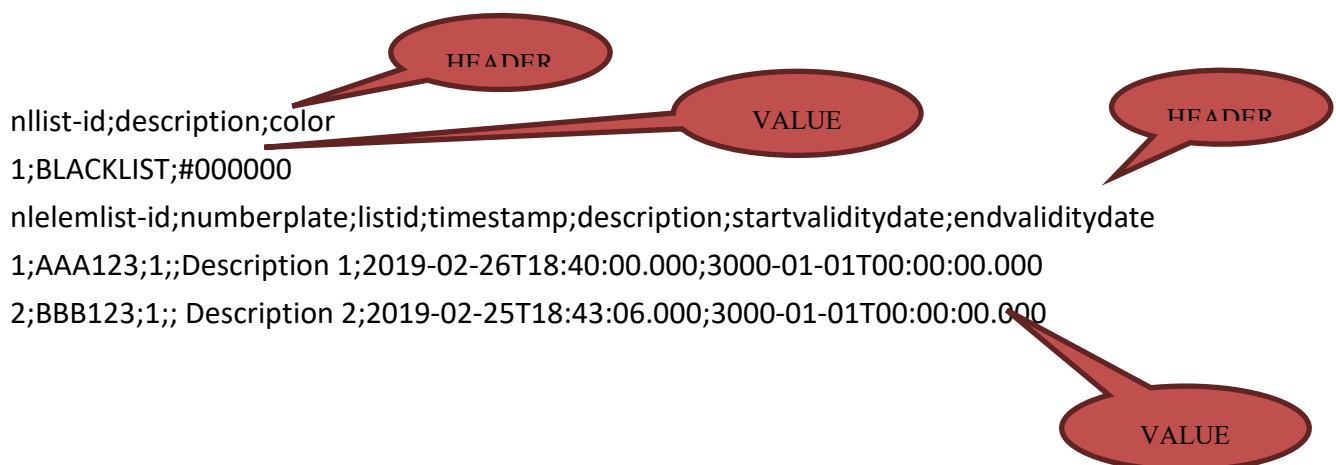 HEADER
nllist-id;description;color
VALUE
HEADER
1;BLACKLIST;#000000
nlelemlist-id;numberplate;listid;timestamp;description;startvaliditydate;endvaliditydate
1;AAA123;1;;Description 1;2019-02-26T18:40:00.000;3000-01-01T00:00:00.000
2;BBB123;1;; Description 2;2019-02-25T18:43:06.000;3000-01-01T00:00:00.000
VALUE